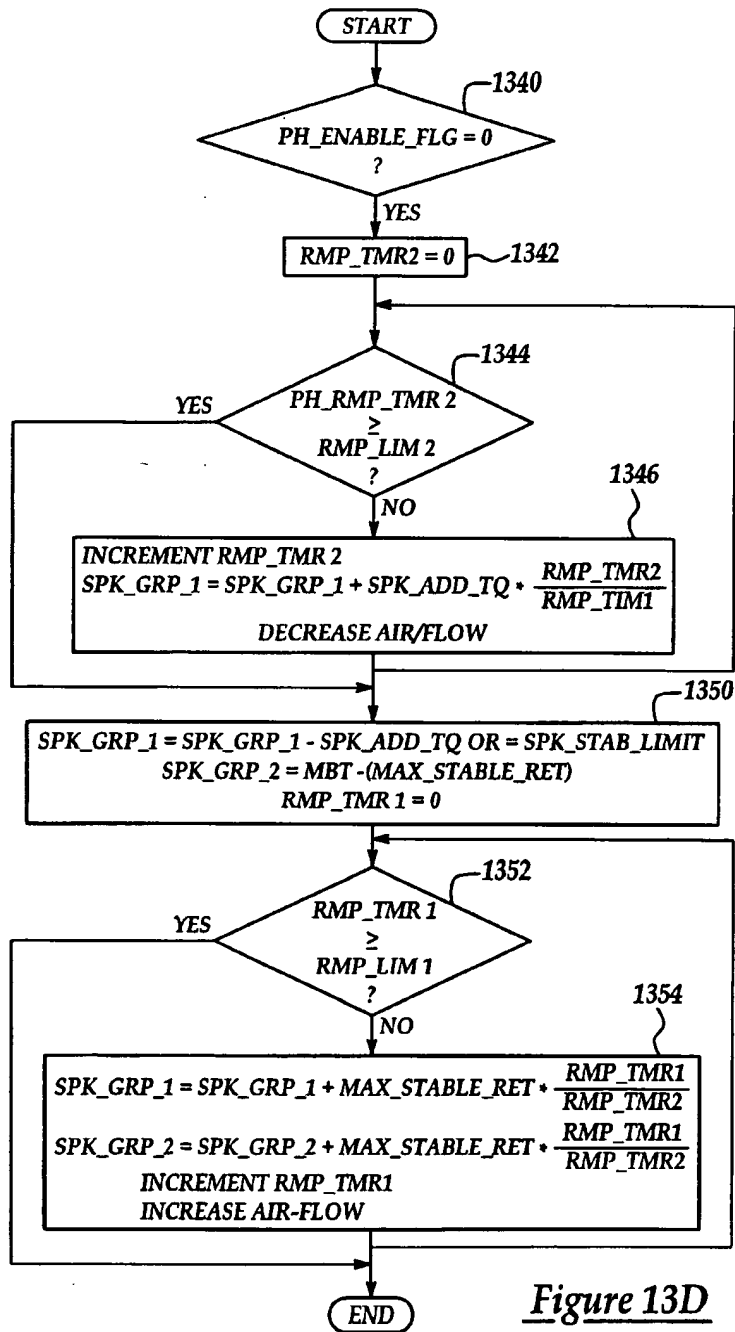 START
1340
PH_ENABLE_FLG = 0
?
YES
RMP_TMR2 = 0
1342
1344
YES
PH_RMP_TMR 2
≥
RMP_LIM 2
?
NO
1346
INCREMENT RMP_TMR 2
SPK_GRP_1 = SPK_GRP_1 + SPK_ADD_TQ * RMP_TMR2 / RMP_TIM1
DECREASE AIR/FLOW
1350
SPK_GRP_1 = SPK_GRP_1 - SPK_ADD_TQ OR = SPK_STAB_LIMIT
SPK_GRP_2 = MBT -(MAX_STABLE_RET)
RMP_TMR 1 = 0
1352
YES
RMP_TMR 1
≥
RMP_LIM 1
?
NO
1354
SPK_GRP_1 = SPK_GRP_1 + MAX_STABLE_RET * RMP_TMR1 / RMP_TMR2
SPK_GRP_2 = SPK_GRP_2 + MAX_STABLE_RET * RMP_TMR1 / RMP_TMR2
INCREMENT RMP_TMR1
INCREASE AIR-FLOW
END
Figure 13D